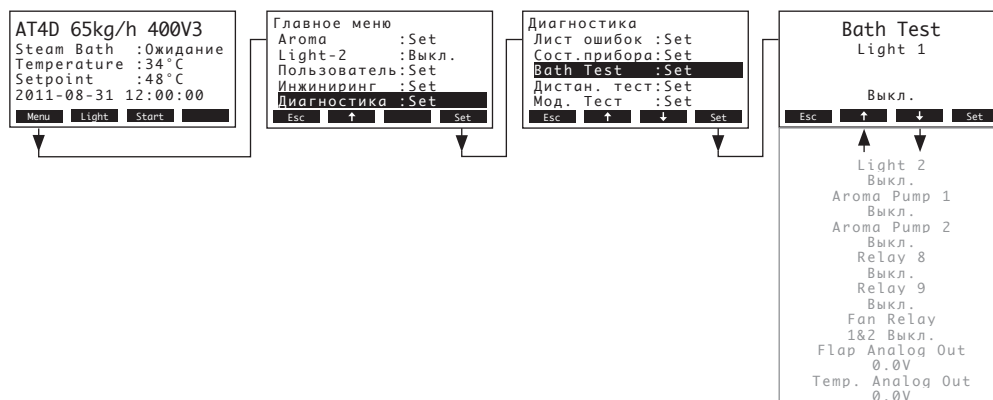 AT4D 65kg/h 400V3
Steam Bath :Ожидание
Temperature :34°C
Setpoint :48°C
2011-08-31 12:00:00
Menu Light Start
Главное меню
Aroma :Set
Light-2 :Выкл.
Пользователь:Set
Инжиниринг :Set
Диагностика :Set
Esc ↑ Set
Диагностика
Лист ошибок :Set
Сост.прибора:Set
Bath Test :Set
Дистан. тест:Set
Мод. Тест :Set
Esc ↑ ↓ Set
Bath Test
Light 1
Выкл.
Esc ↑ ↓ Set
Light 2
Выкл.
Aroma Pump 1
Выкл.
Aroma Pump 2
Выкл.
Relay 8
Выкл.
Relay 9
Выкл.
Fan Relay
1&2 Выкл.
Flap Analog Out
0.0V
Temp. Analog Out
0.0V